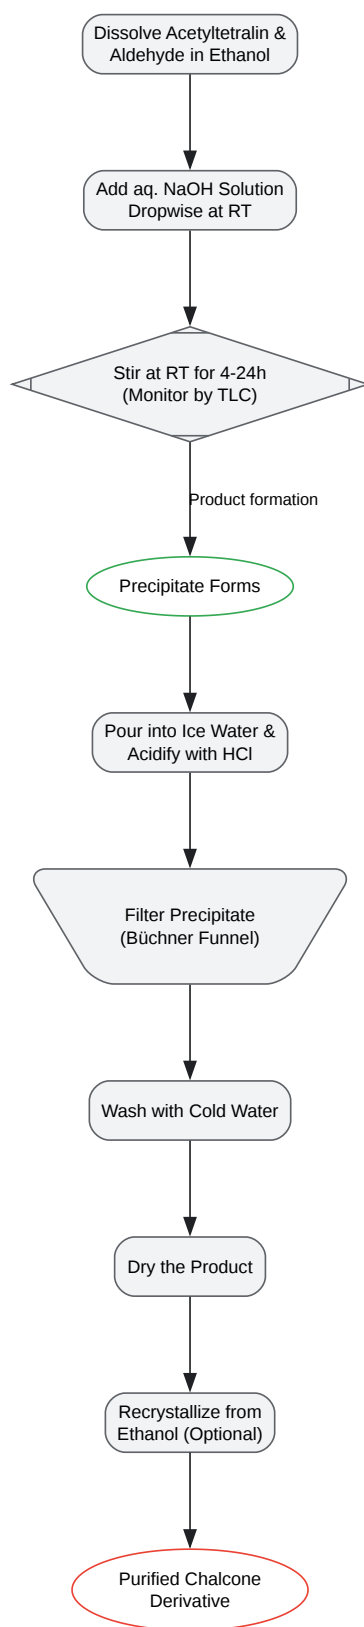 Dissolve Acetyltetralin &
Aldehyde in Ethanol
Add aq. NaOH Solution
Dropwise at RT
Stir at RT for 4-24h
(Monitor by TLC)
Product formation
Precipitate Forms
Pour into Ice Water &
Acidify with HCl
Filter Precipitate
(Büchner Funnel)
Wash with Cold Water
Dry the Product
Recrystallize from
Ethanol (Optional)
Purified Chalcone
Derivative